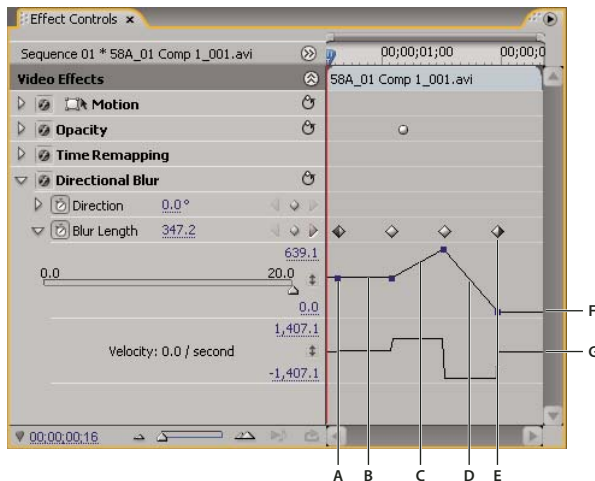 Effect Controls ×
Sequence 01 * 58A_01 Comp 1_001.avi
00;00;01;00 00;00;0
Video Effects
58A_01 Comp 1_001.avi
Motion
Opacity
Time Remapping
Directional Blur
Direction 0.0°
Blur Length 347.2
639.1
0.0 20.0
0.0
F
1,407.1
Velocity: 0.0 / second
G
-1,407.1
00;00;00;16
A B C D E